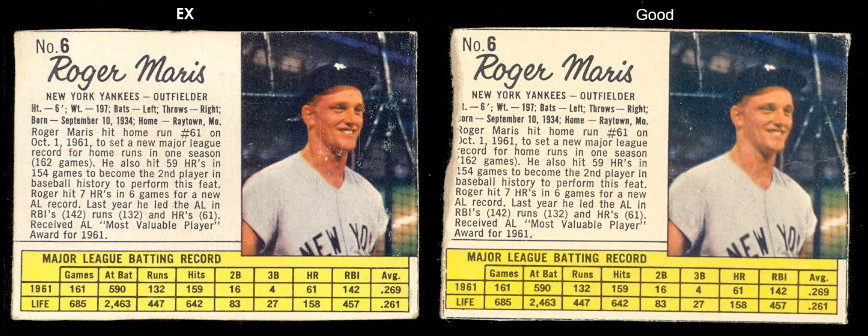 EX
No. 6
Roger Maris
NEW YORK YANKEES — OUTFIELDER
Ht. — 6'; Wt. — 197; Bats — Left; Throws — Right;
Born — September 10, 1934; Home — Raytown, Mo.
Roger Maris hit home run #61 on
Oct. 1, 1961, to set a new major league
record for home runs in one season
(162 games). He also hit 59 HR's in
154 games to become the 2nd player in
baseball history to perform this feat.
Roger hit 7 HR's in 6 games for a new
AL record. Last year he led the AL in
RBI's (142) runs (132) and HR's (61).
Received AL "Most Valuable Player"
Award for 1961.
NEW YO
MAJOR LEAGUE BATTING RECORD
Games At Bat Runs Hits 2B 3B HR RBI Avg.
1961 161 590 132 159 16 4 61 142 .269
LIFE 685 2,463 447 642 83 27 158 457 .261
Good
No. 6
Roger Maris
NEW YORK YANKEES — OUTFIELDER
t. — 6'; Wt. — 197; Bats — Left; Throws — Right;
orn — September 10, 1934; Home — Raytown, Mo.
Roger Maris hit home run #61 on
Oct. 1, 1961, to set a new major league
record for home runs in one season
162 games). He also hit 59 HR's in
154 games to become the 2nd player in
baseball history to perform this feat.
Roger hit 7 HR's in 6 games for a new
AL record. Last year he led the AL in
RBI's (142) runs (132) and HR's (61).
Received AL "Most Valuable Player"
Award for 1961.
NEW YO
MAJOR LEAGUE BATTING RECORD
Games At Bat Runs Hits 2B 3B HR RBI Avg.
1961 161 590 132 159 16 4 61 142 .269
LIFE 685 2,463 447 642 83 27 158 457 .261